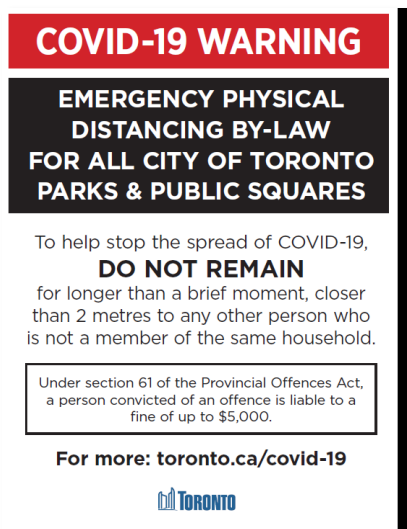 COVID-19 WARNING
EMERGENCY PHYSICAL
DISTANCING BY-LAW
FOR ALL CITY OF TORONTO
PARKS & PUBLIC SQUARES
To help stop the spread of COVID-19,
DO NOT REMAIN
for longer than a brief moment, closer
than 2 metres to any other person who
is not a member of the same household.
Under section 61 of the Provincial Offences Act,
a person convicted of an offence is liable to a
fine of up to $5,000.
For more: toronto.ca/covid-19
TORONTO